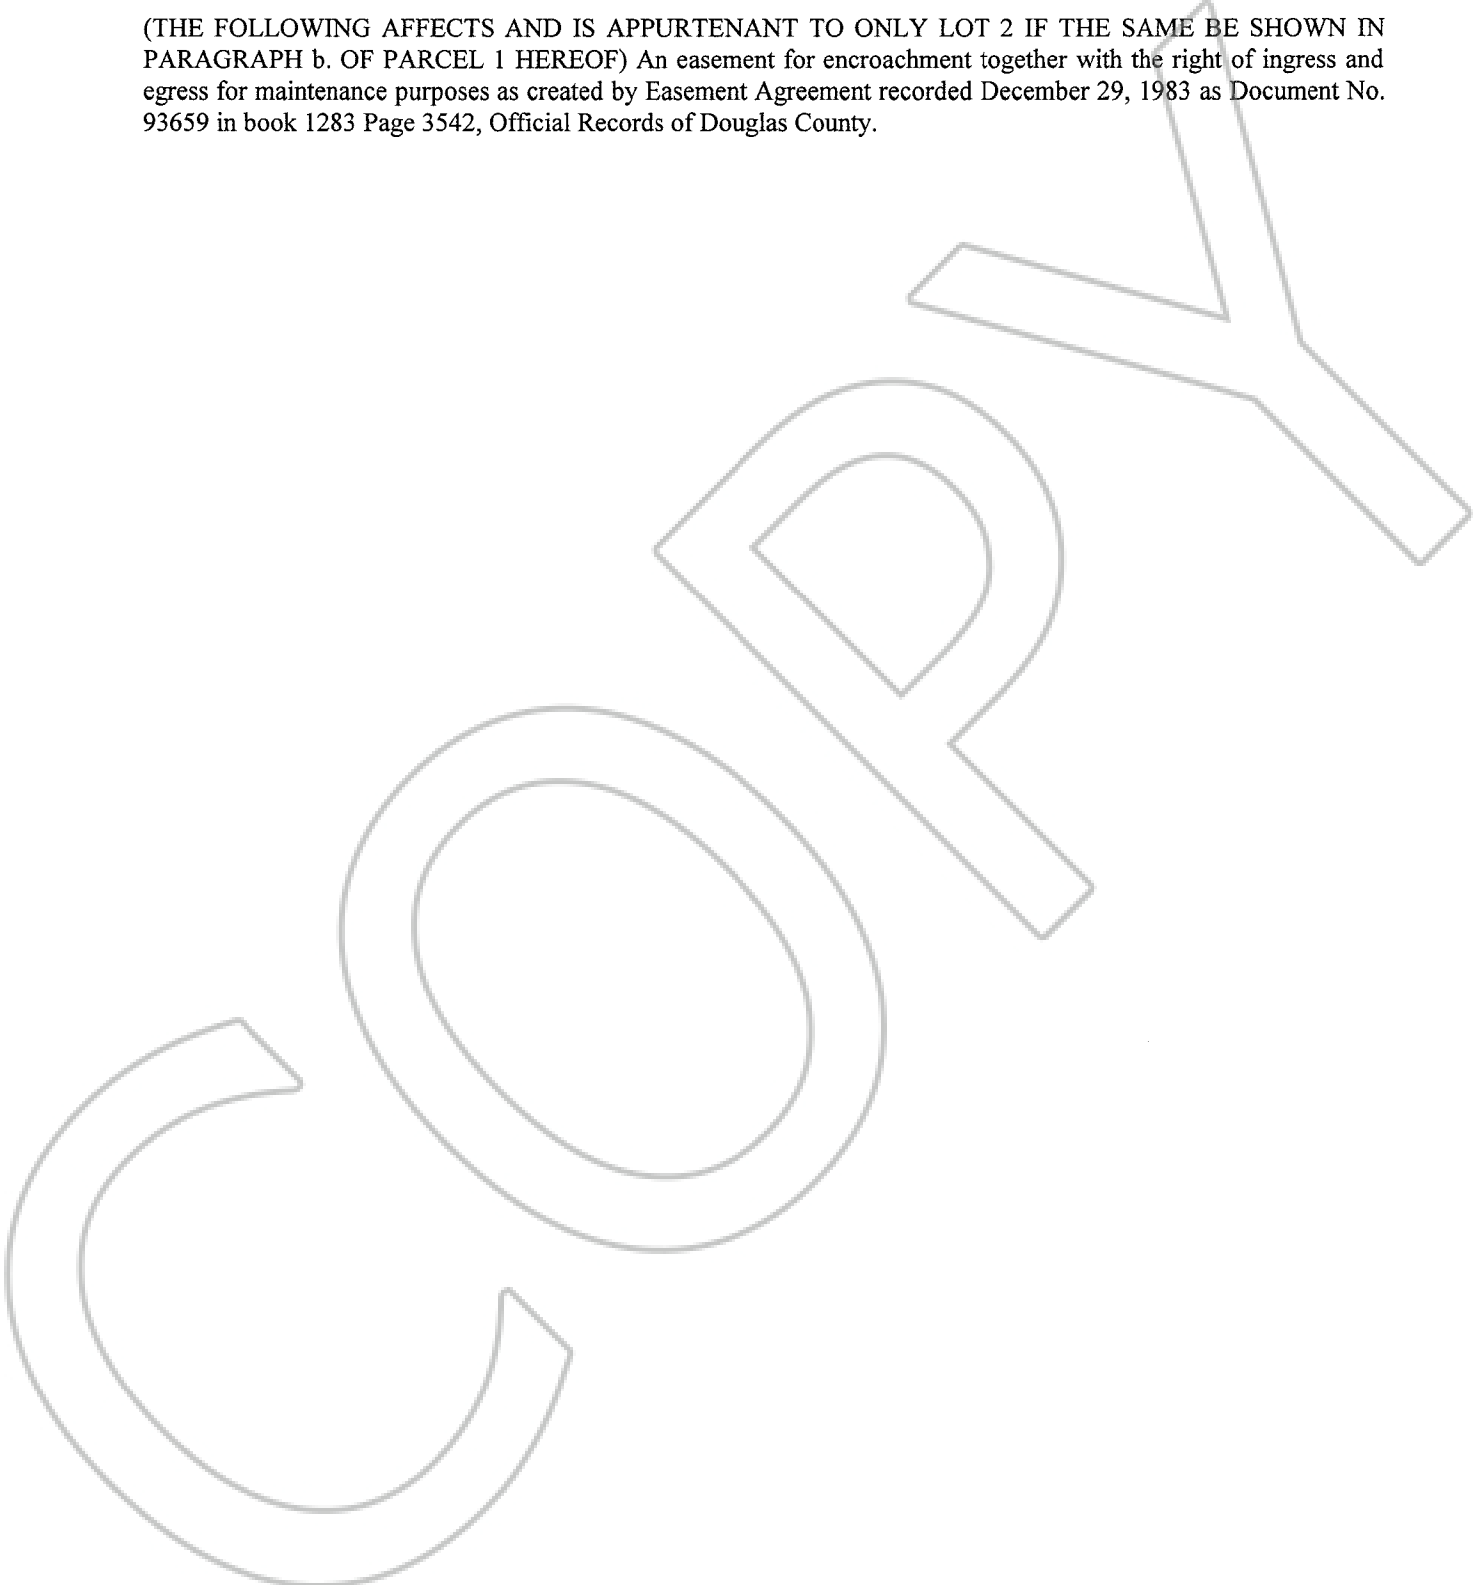 (THE FOLLOWING AFFECTS AND IS APPURTENANT TO ONLY LOT 2 IF THE SAME BE SHOWN IN
PARAGRAPH b. OF PARCEL 1 HEREOF) An easement for encroachment together with the right of ingress and
egress for maintenance purposes as created by Easement Agreement recorded December 29, 1983 as Document No.
93659 in book 1283 Page 3542, Official Records of Douglas County.
COPY